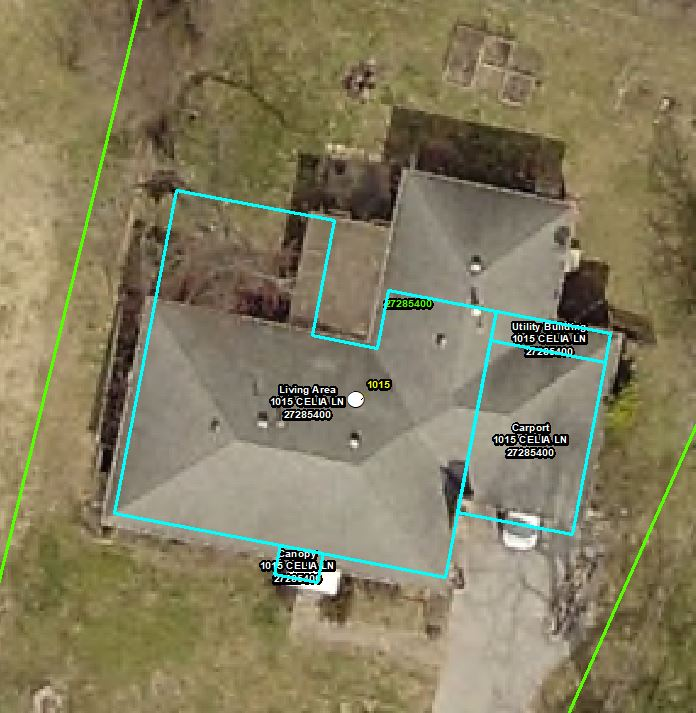 27285400
Utility Building
1015 CELIA LN
27285400
1015
Living Area
1015 CELIA LN
27285400
Carport
1015 CELIA LN
27285400
Canopy
1015 CELIA LN
27285400